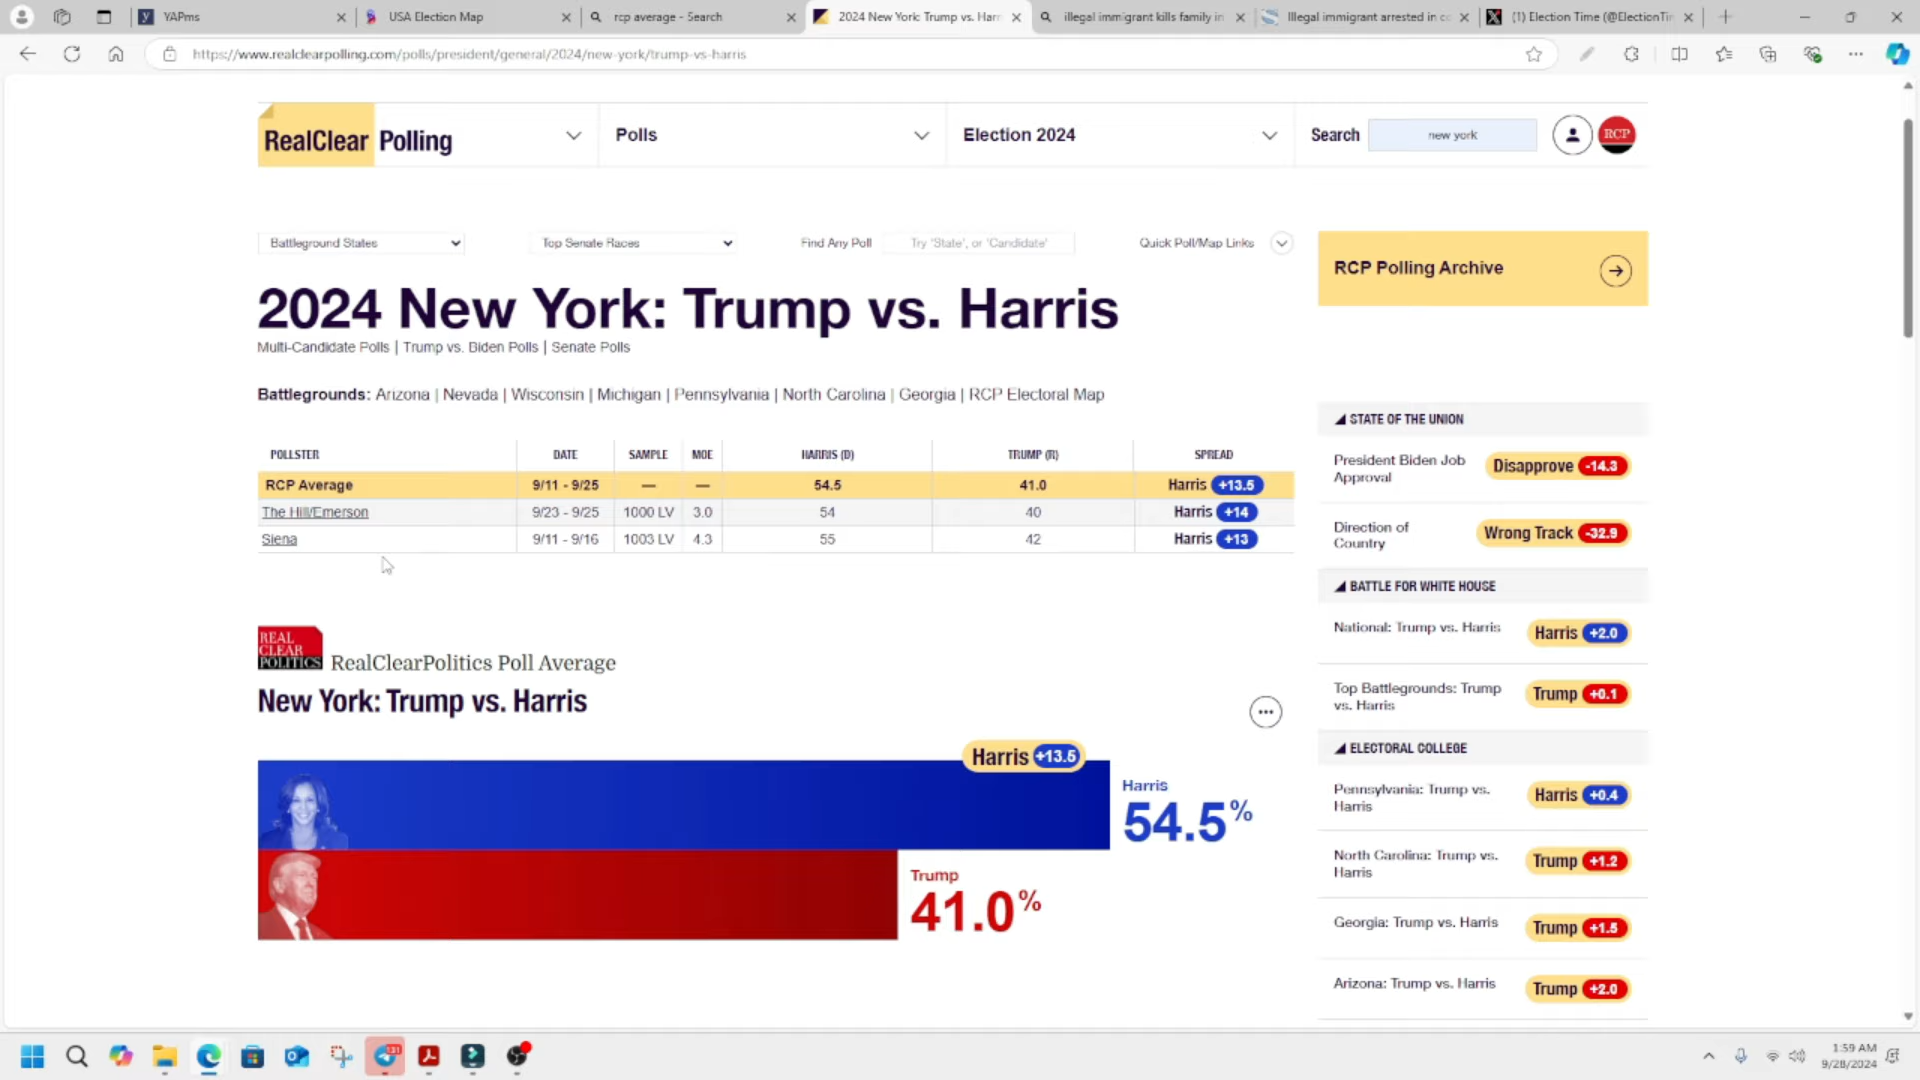 YAPms
USA Election Map
rcp average - Search
2024 New York: Trump vs. Harr
illegal immigrant kills family in
Illegal immigrant arrested in co
(1) Election Time (@ElectionTin
https://www.realclearpolling.com/polls/president/general/2024/new-york/trump-vs-harris
RealClear Polling
Polls
Election 2024
Search
new york
RCP
Battleground States
Top Senate Races
Find Any Poll
Try 'State', or 'Candidate'
Quick Poll/Map Links
RCP Polling Archive
2024 New York: Trump vs. Harris
Multi-Candidate Polls | Trump vs. Biden Polls | Senate Polls
Battlegrounds: Arizona | Nevada | Wisconsin | Michigan | Pennsylvania | North Carolina | Georgia | RCP Electoral Map
POLLSTER DATE SAMPLE MOE HARRIS (D) TRUMP (R) SPREAD
RCP Average 9/11 - 9/25 — — 54.5 41.0 Harris +13.5
The Hill/Emerson 9/23 - 9/25 1000 LV 3.0 54 40 Harris +14
Siena 9/11 - 9/16 1003 LV 4.3 55 42 Harris +13
REAL
CLEAR
POLITICS
RealClearPolitics Poll Average
New York: Trump vs. Harris
Harris +13.5
Harris
54.5%
Trump
41.0%
STATE OF THE UNION
President Biden Job
Approval
Disapprove -14.3
Direction of
Country
Wrong Track -32.9
BATTLE FOR WHITE HOUSE
National: Trump vs. Harris
Harris +2.0
Top Battlegrounds: Trump
vs. Harris
Trump +0.1
ELECTORAL COLLEGE
Pennsylvania: Trump vs.
Harris
Harris +0.4
North Carolina: Trump vs.
Harris
Trump +1.2
Georgia: Trump vs. Harris
Trump +1.5
Arizona: Trump vs. Harris
Trump +2.0
1:59 AM
9/28/2024